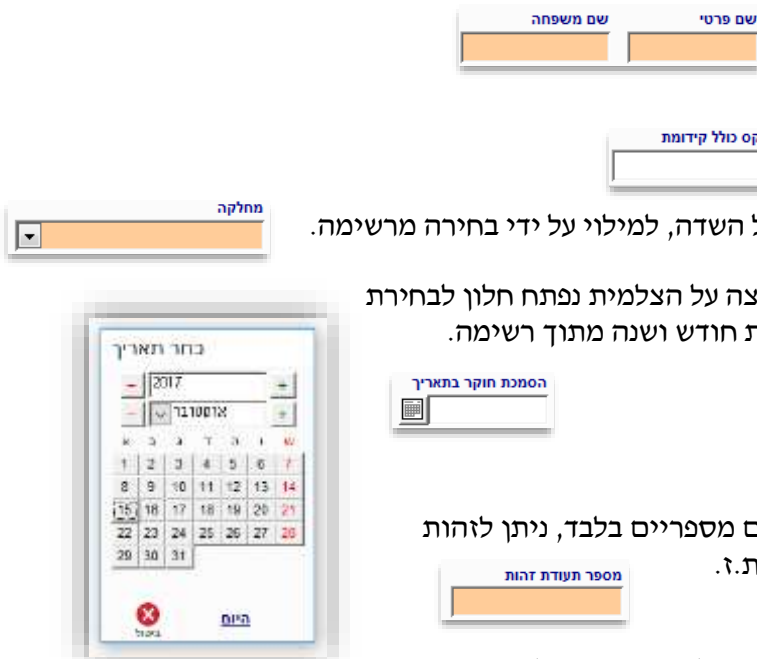 שם פרטי שם משפחה
קס כולל קידומת
מחלקה
ל השדה, למילוי על ידי בחירה מרשימה.
צה על הצלמית נפתח חלון לבחירת
ת חודש ושנה מתוך רשימה.
בחר תאריך
2017
אוקטובר
א ב ג ד ה ו ש
1 2 3 4 5 6 7
8 9 10 11 12 13 14
15 16 17 18 19 20 21
22 23 24 25 26 27 28
29 30 31
היום
ביטול
הסמכת חוקר בתאריך
ם מספריים בלבד, ניתן לזהות
ת.ז.
מספר תעודת זהות